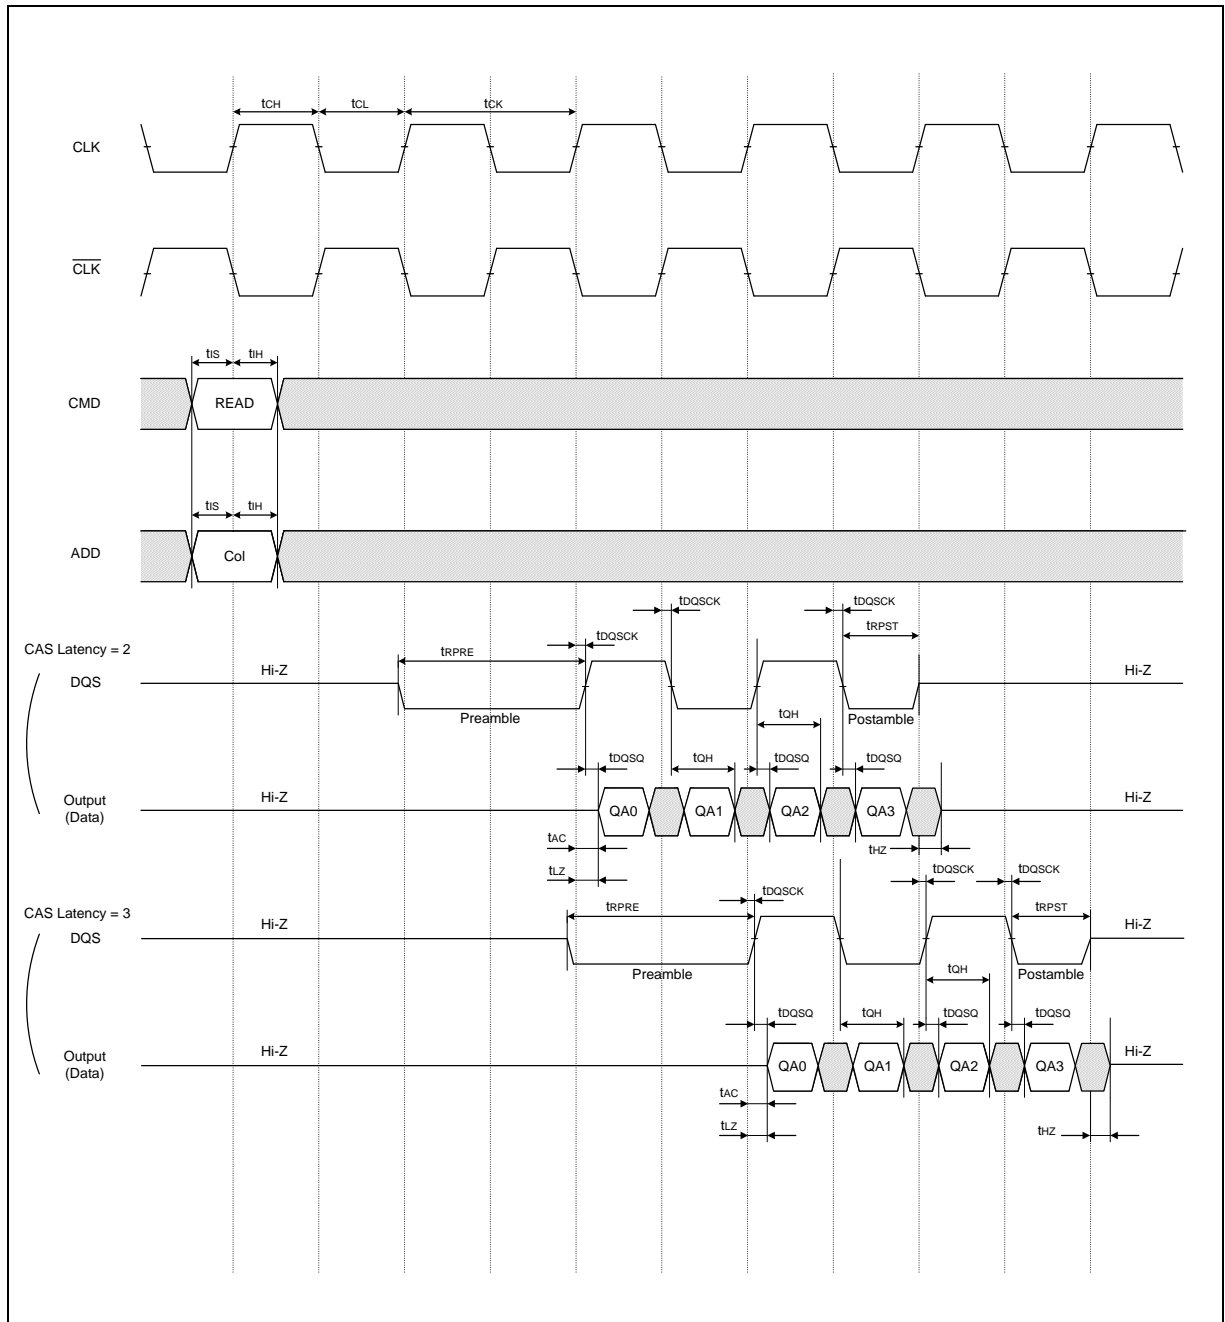 tCH tCL tCK
CLK
CLK
tIS tIH
CMD READ
tIS tIH
ADD Col
tDQSCK tDQSCK
tDQSCK tRPST
CAS Latency = 2
tRPRE
Hi-Z Hi-Z
DQS
Preamble Postamble
tQH
tDQSQ tQH tDQSQ tDQSQ
Hi-Z Hi-Z
Output
(Data)
QA0 QA1 QA2 QA3
tAC
tHZ
tLZ
tDQSCK tDQSCK tDQSCK
CAS Latency = 3
tRPRE tRPST
Hi-Z Hi-Z
DQS
Preamble Postamble
tQH
tDQSQ tQH tDQSQ tDQSQ
Hi-Z Hi-Z
Output
(Data)
QA0 QA1 QA2 QA3
tAC
tLZ tHZ